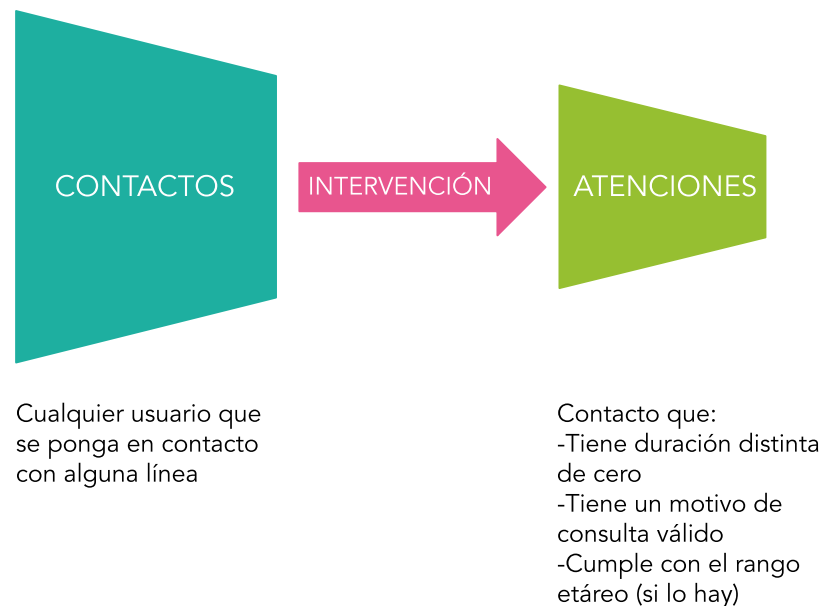 CONTACTOS
INTERVENCIÓN
ATENCIONES
Cualquier usuario que
se ponga en contacto
con alguna línea
Contacto que:
-Tiene duración distinta
de cero
-Tiene un motivo de
consulta válido
-Cumple con el rango
etáreo (si lo hay)